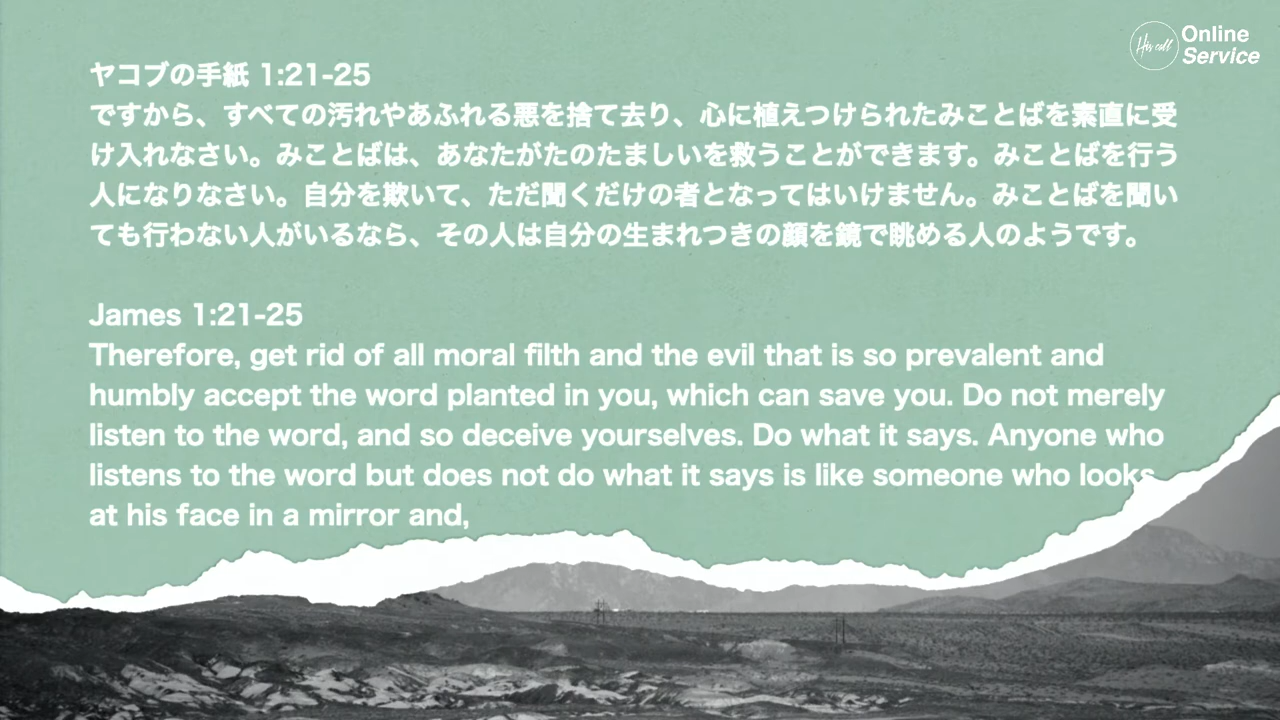 His call
Online
Service
ヤコブの手紙 1:21-25
ですから、すべての汚れやあふれる悪を捨て去り、心に植えつけられたみことばを素直に受
け入れなさい。みことばは、あなたがたのたましいを救うことができます。みことばを行う
人になりなさい。自分を欺いて、ただ聞くだけの者となってはいけません。みことばを聞い
ても行わない人がいるなら、その人は自分の生まれつきの顔を鏡で眺める人のようです。
James 1:21-25
Therefore, get rid of all moral filth and the evil that is so prevalent and
humbly accept the word planted in you, which can save you. Do not merely
listen to the word, and so deceive yourselves. Do what it says. Anyone who
listens to the word but does not do what it says is like someone who looks
at his face in a mirror and,